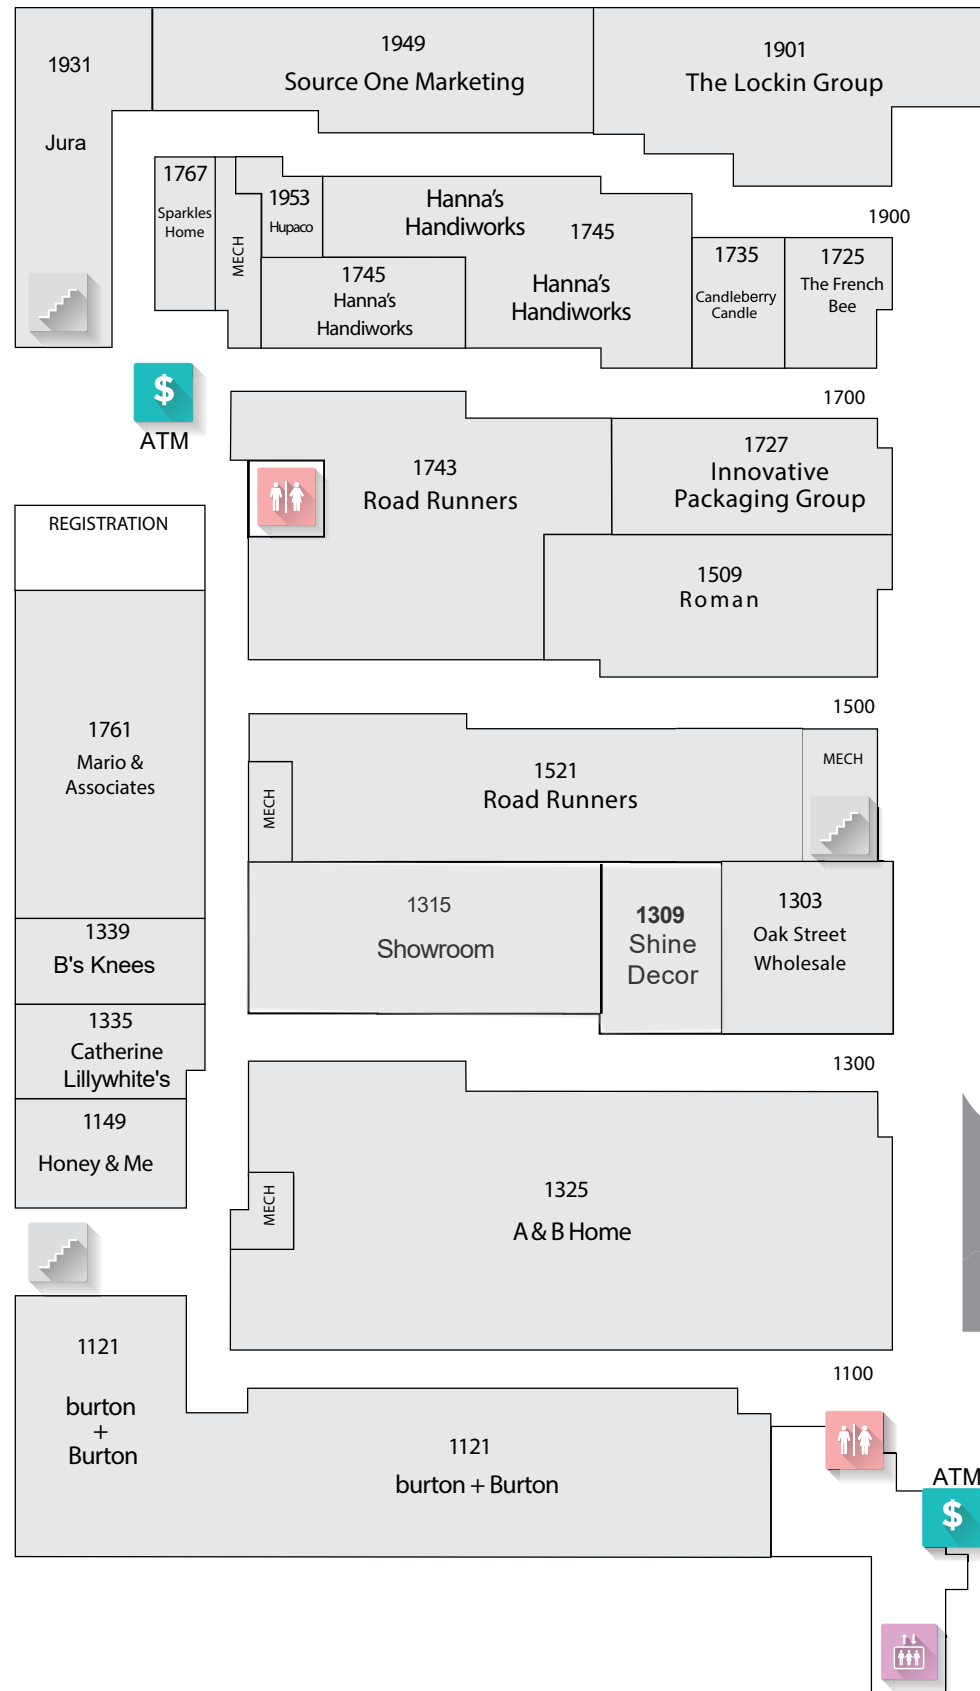 1931
Jura
1949
Source One Marketing
1901
The Lockin Group
1767
Sparkles
Home
MECH
1953
Hupaco
Hanna's
Handiworks
1745
Hanna's
Handiworks
1745
Hanna's
Handiworks
1900
1735
Candleberry
Candle
1725
The French
Bee
$
ATM
1700
1743
Road Runners
1727
Innovative
Packaging Group
1509
Roman
REGISTRATION
1761
Mario &
Associates
1339
B's Knees
1335
Catherine
Lillywhite's
1149
Honey & Me
1500
MECH
1521
Road Runners
MECH
1315
Showroom
1309
Shine
Decor
1303
Oak Street
Wholesale
1300
MECH
1325
A & B Home
1100
1121
burton
+
Burton
1121
burton + Burton
ATM
$